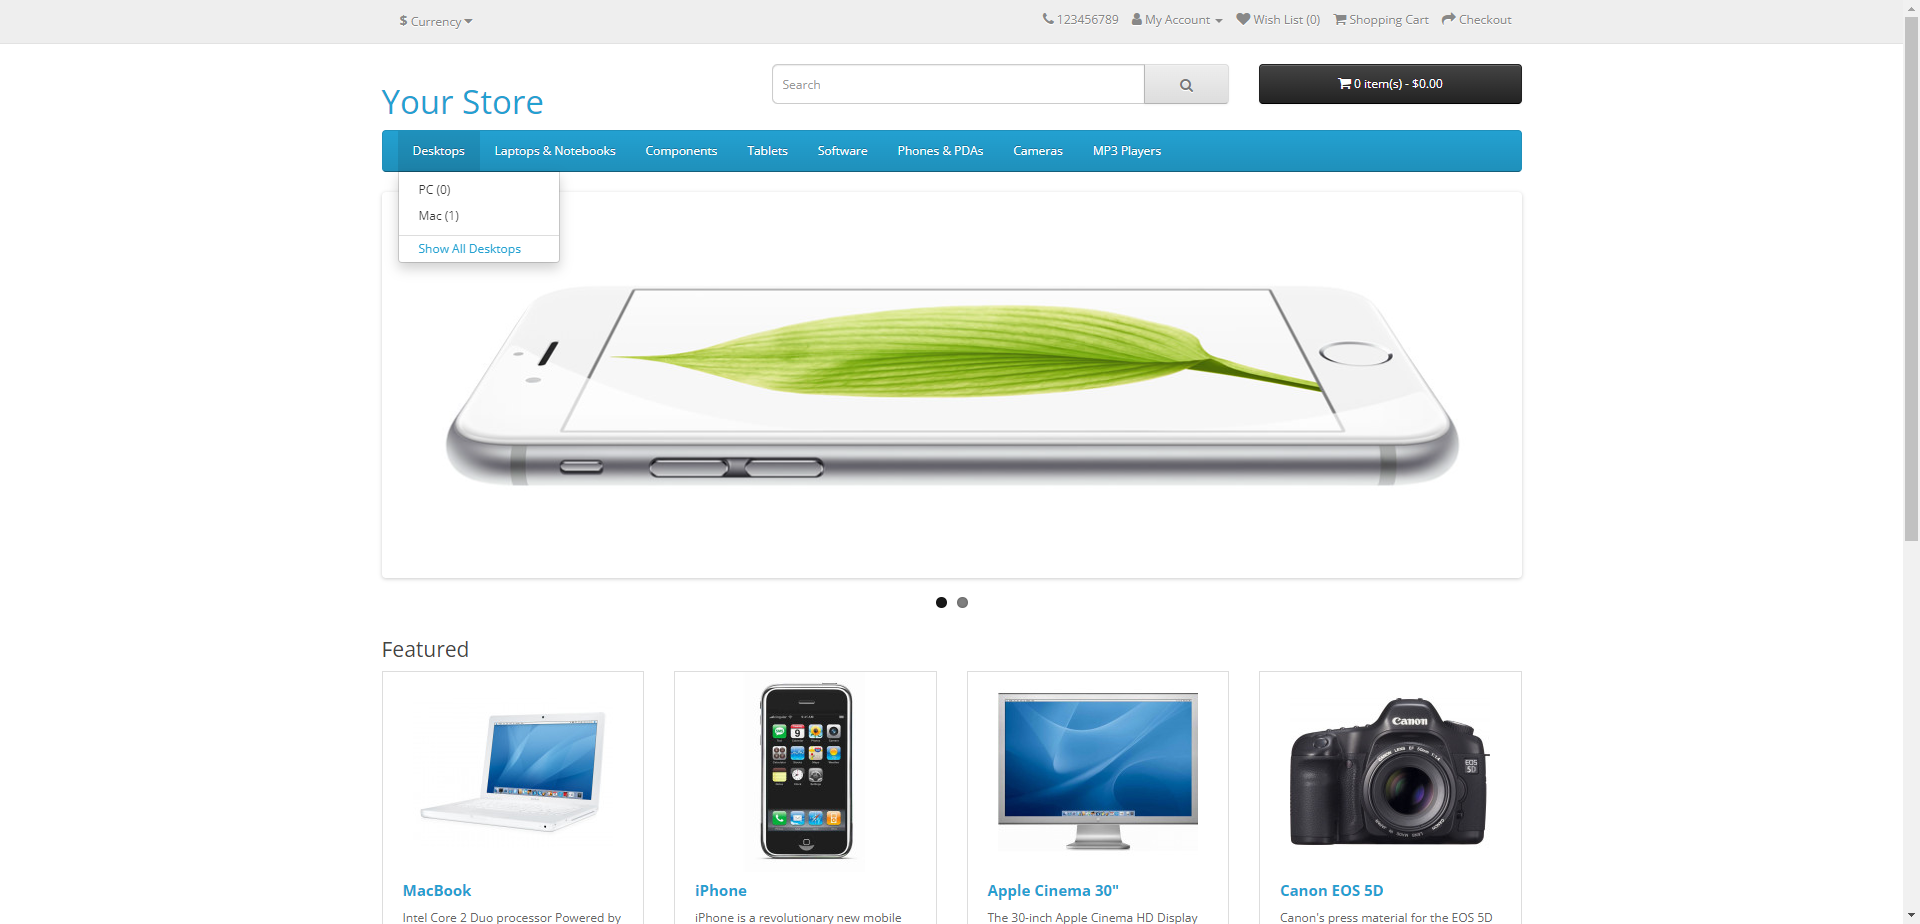 $ Currency
123456789 My Account Wish List (0) Shopping Cart Checkout
Your Store
Search
0 item(s) - $0.00
Desktops Laptops & Notebooks Components Tablets Software Phones & PDAs Cameras MP3 Players
PC (0)
Mac (1)
Show All Desktops
Featured
Canon
EOS
5D
MacBook
iPhone
Apple Cinema 30"
Canon EOS 5D
Intel Core 2 Duo processor Powered by
iPhone is a revolutionary new mobile
The 30-inch Apple Cinema HD Display
Canon's press material for the EOS 5D